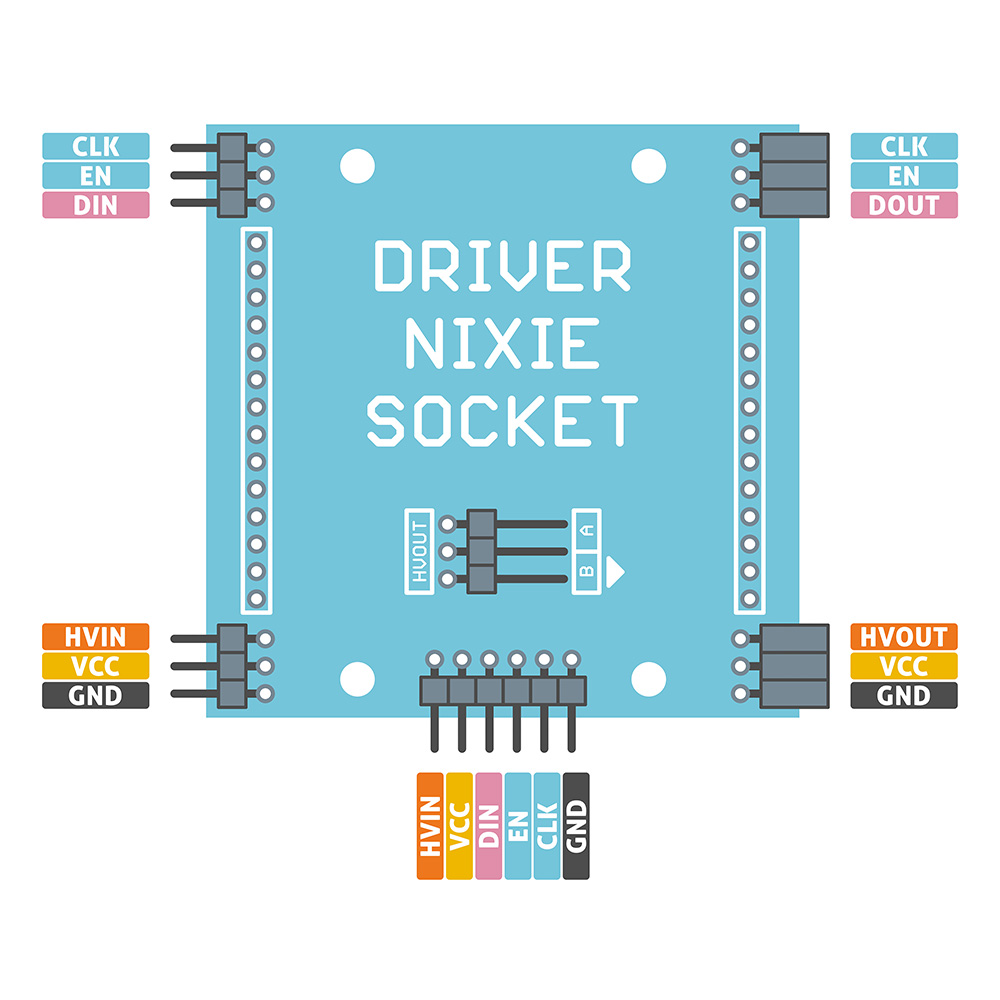 CLK
EN
DIN
CLK
EN
DOUT
DRIVER
NIXIE
SOCKET
HVOUT
A
B
HVIN
VCC
GND
HVOUT
VCC
GND
HVIN
VCC
DIN
EN
CLK
GND